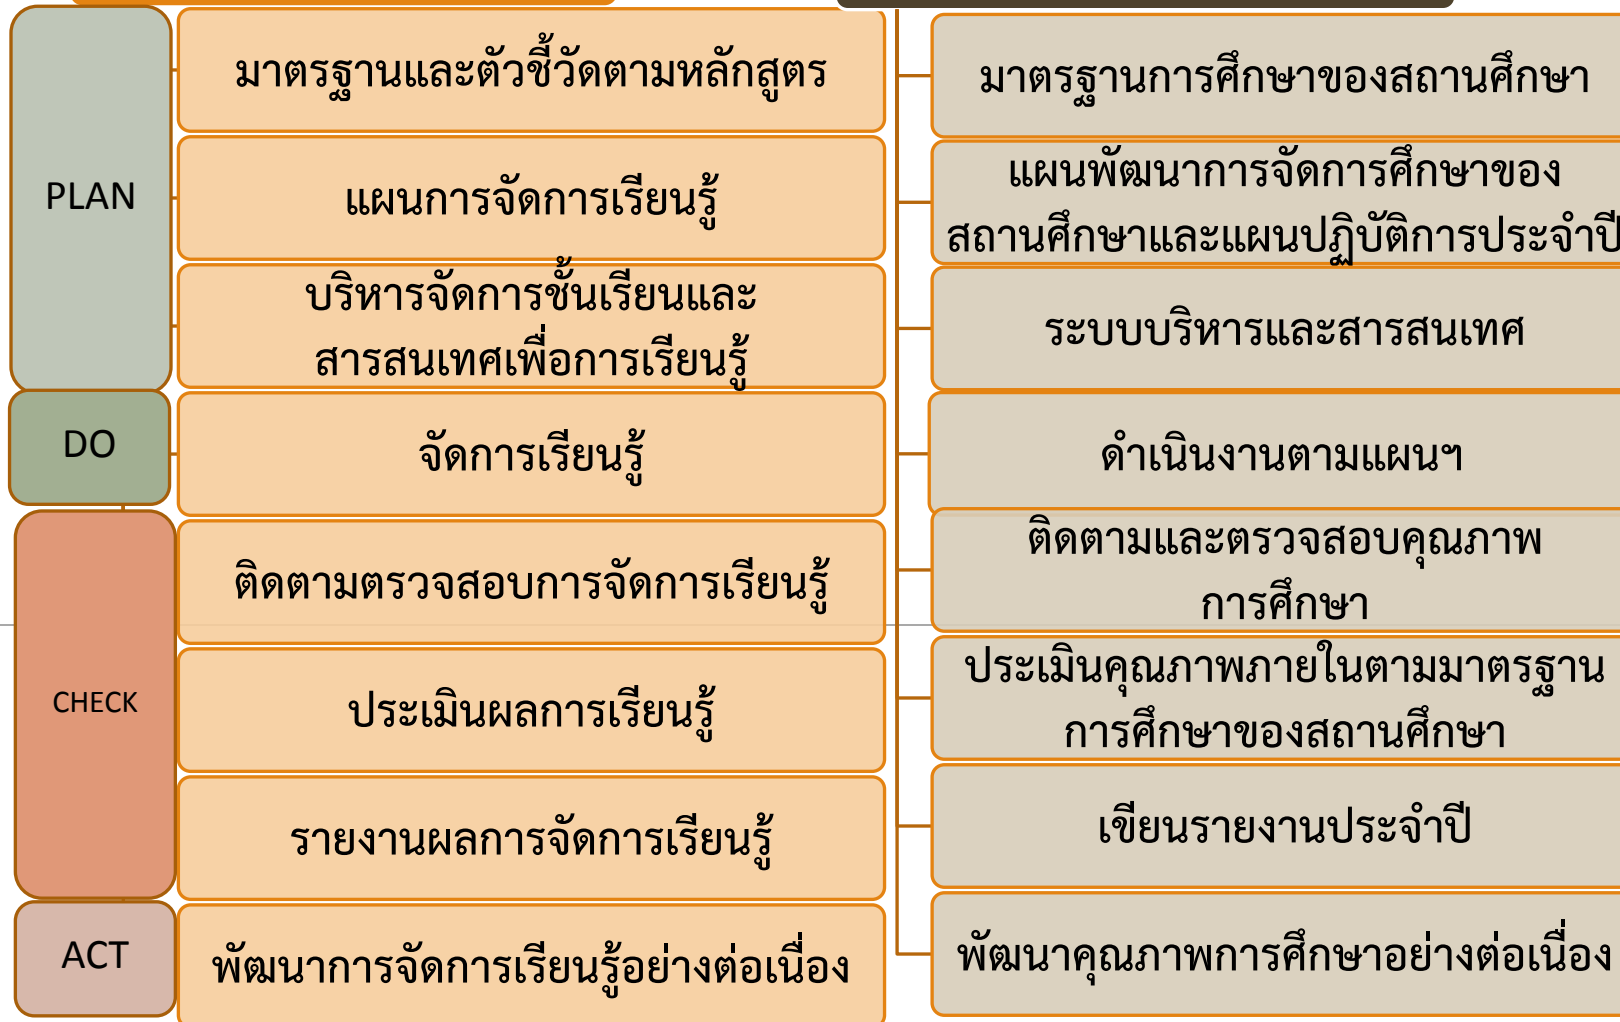 PLAN
มาตรฐานและตัวชี้วัดตามหลักสูตร
แผนการจัดการเรียนรู้
บริหารจัดการชั้นเรียนและ
สารสนเทศเพื่อการเรียนรู้
DO
จัดการเรียนรู้
CHECK
ติดตามตรวจสอบการจัดการเรียนรู้
ประเมินผลการเรียนรู้
รายงานผลการจัดการเรียนรู้
ACT
พัฒนาการจัดการเรียนรู้อย่างต่อเนื่อง
มาตรฐานการศึกษาของสถานศึกษา
แผนพัฒนาการจัดการศึกษาของ
สถานศึกษาและแผนปฏิบัติการประจำปี
ระบบบริหารและสารสนเทศ
ดำเนินงานตามแผนฯ
ติดตามและตรวจสอบคุณภาพ
การศึกษา
ประเมินคุณภาพภายในตามมาตรฐาน
การศึกษาของสถานศึกษา
เขียนรายงานประจำปี
พัฒนาคุณภาพการศึกษาอย่างต่อเนื่อง